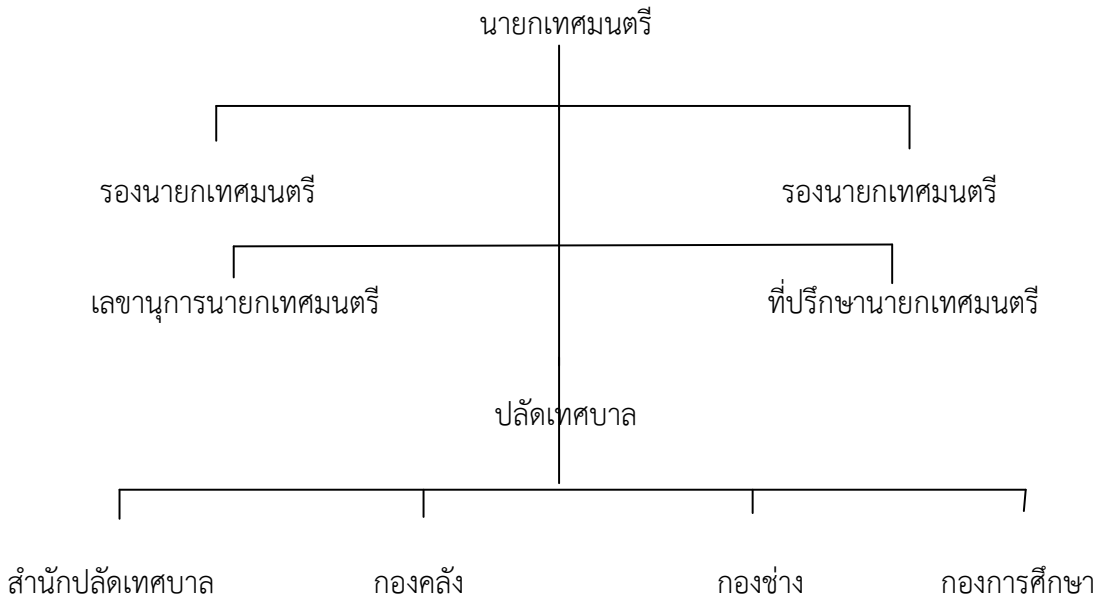 นายกเทศมนตรี
รองนายกเทศมนตรี รองนายกเทศมนตรี
เลขานุการนายกเทศมนตรี ที่ปรึกษานายกเทศมนตรี
ปลัดเทศบาล
สำนักปลัดเทศบาล กองคลัง กองช่าง กองการศึกษา